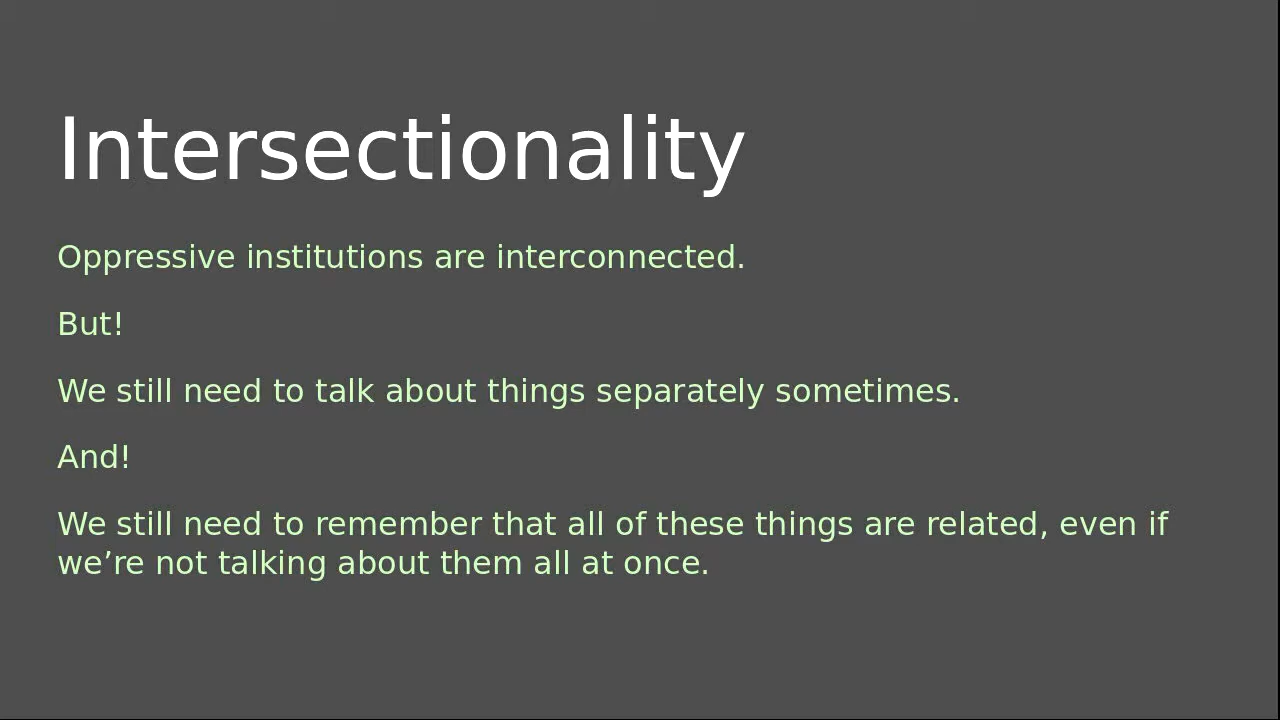 Intersectionality
Oppressive institutions are interconnected.
But!
We still need to talk about things separately sometimes.
And!
We still need to remember that all of these things are related, even if
we’re not talking about them all at once.